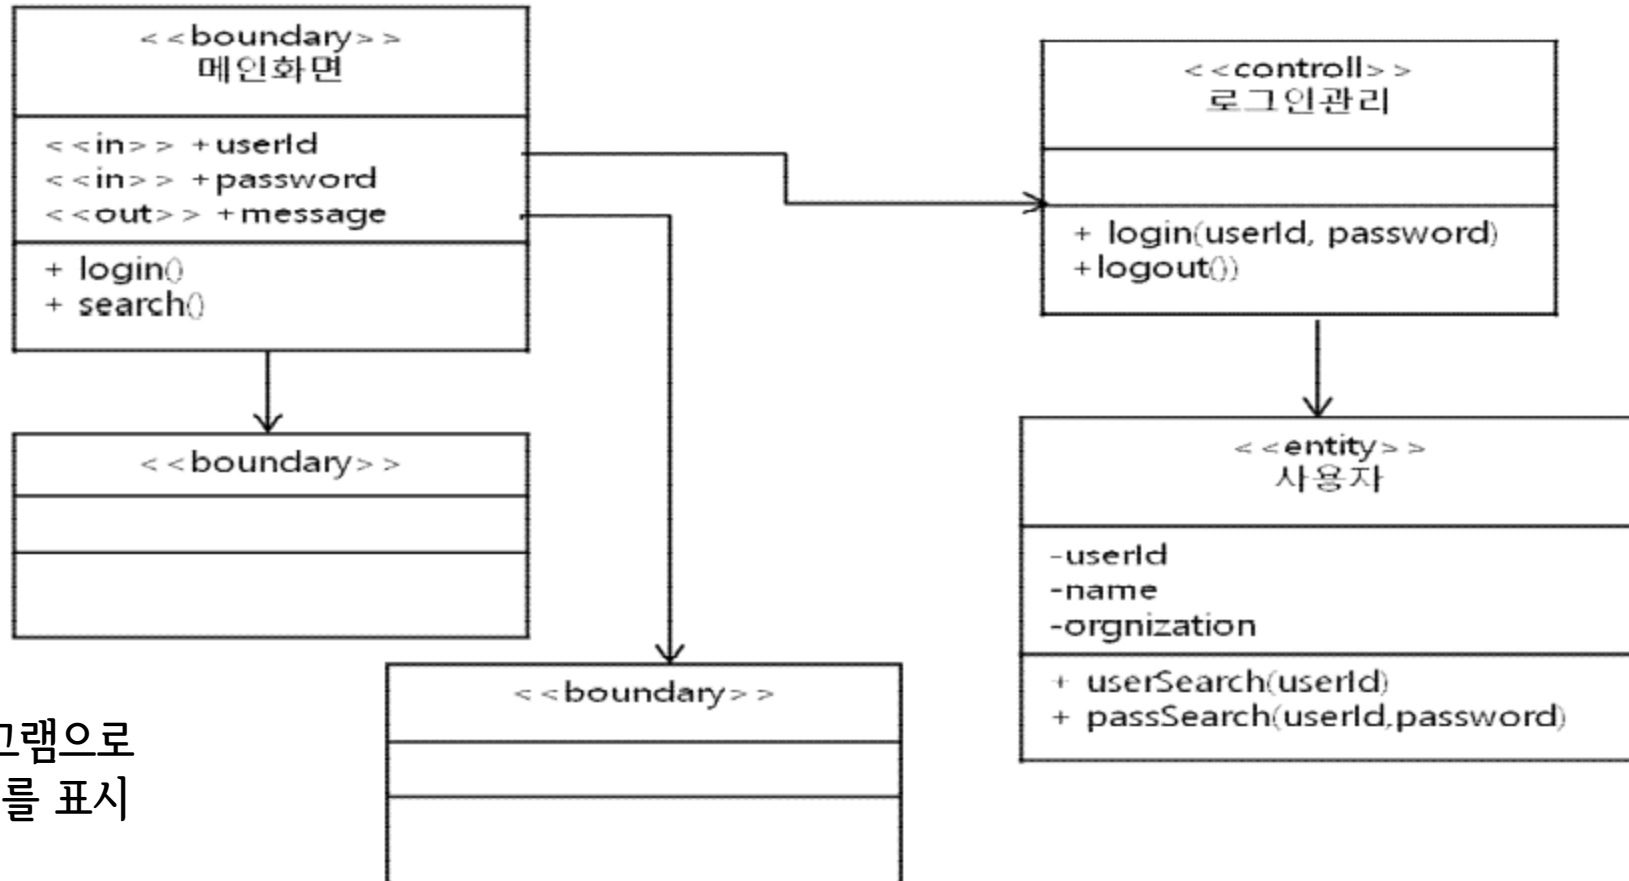 <<boundary>>
메인화면
<<in>> +userId
<<in>> +password
<<out>> +message
+ login()
+ search()
<<controll>>
로그인관리
+ login(userId, password)
+logout())
<<boundary>>
<<entity>>
사용자
-userId
-name
-orgnization
+ userSearch(userId)
+ passSearch(userId,password)
<<boundary>>
그램으로
를 표시